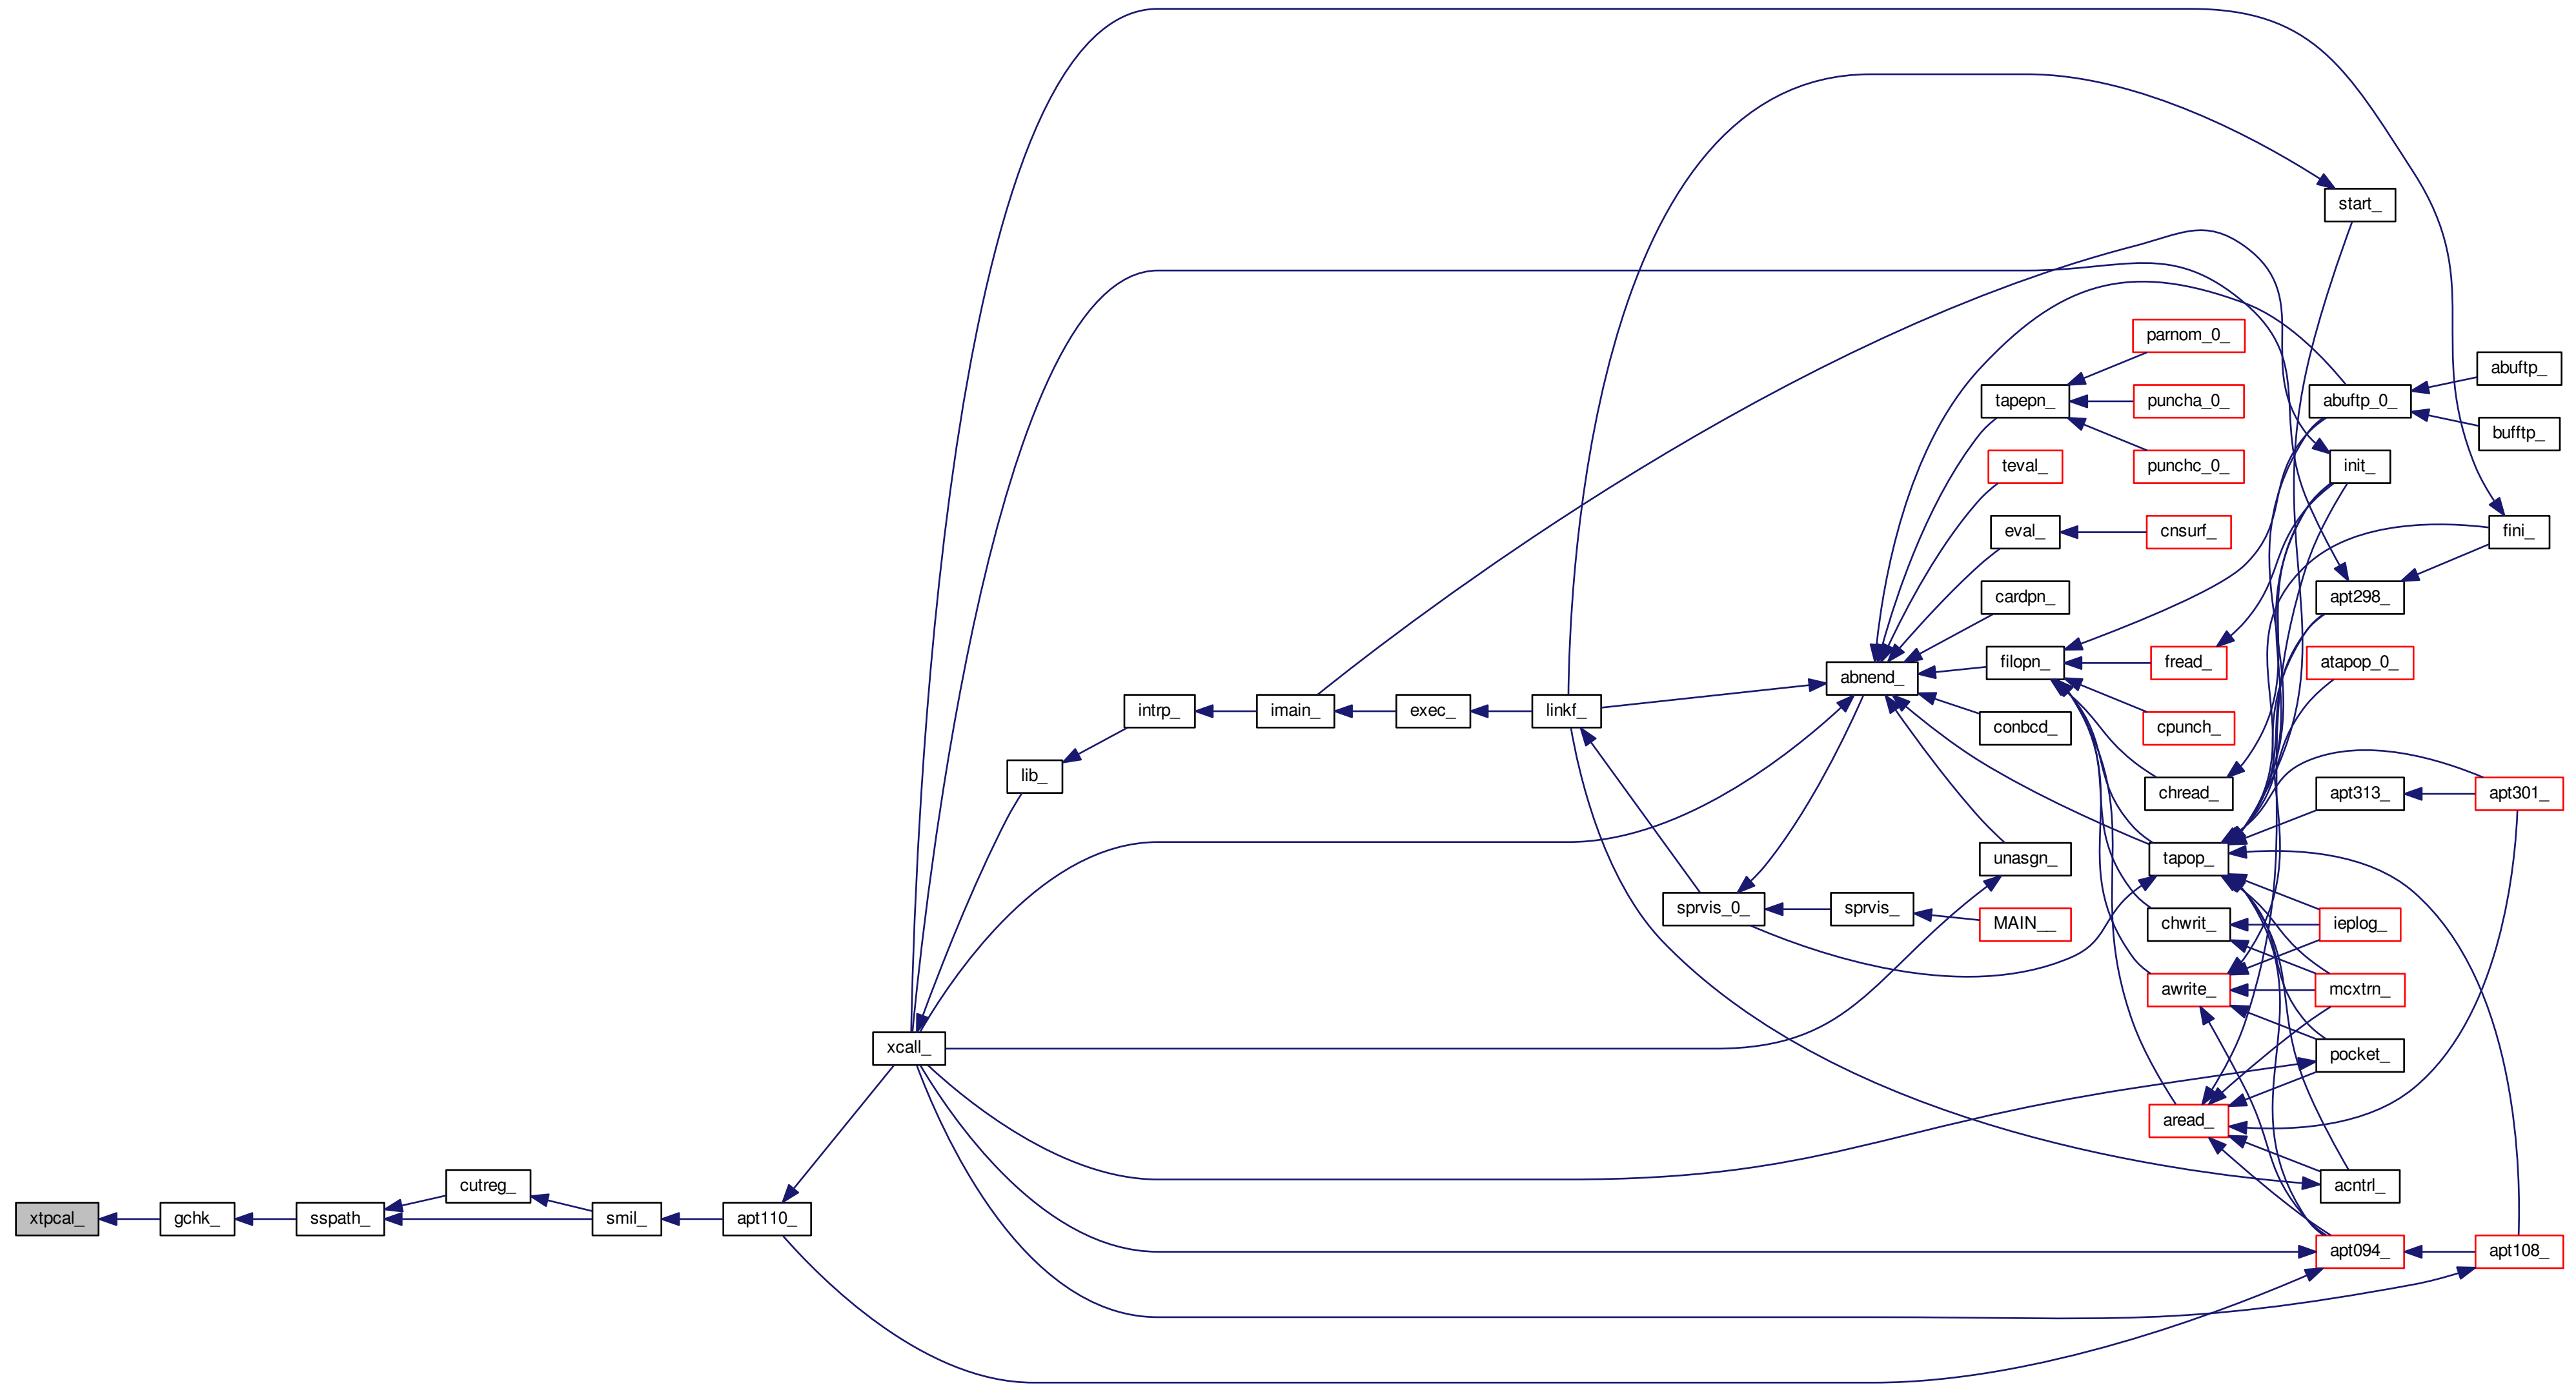 xtpcal_
gchk_
sspath_
cutreg_
smil_
apt110_
xcall_
lib_
intrp_
imain_
exec_
linkf_
sprvis_0_
abnend_
sprvis_
MAIN__
tapepn_
teval_
eval_
cardpn_
filopn_
conbcd_
unasgn_
parnom_0_
puncha_0_
punchc_0_
cnsurf_
fread_
cpunch_
chread_
tapop_
chwrit_
awrite_
aread_
start_
abuftp_0_
init_
apt298_
atapop_0_
apt313_
ieplog_
mcxtrn_
pocket_
acntrl_
apt094_
abuftp_
bufftp_
fini_
apt301_
apt108_